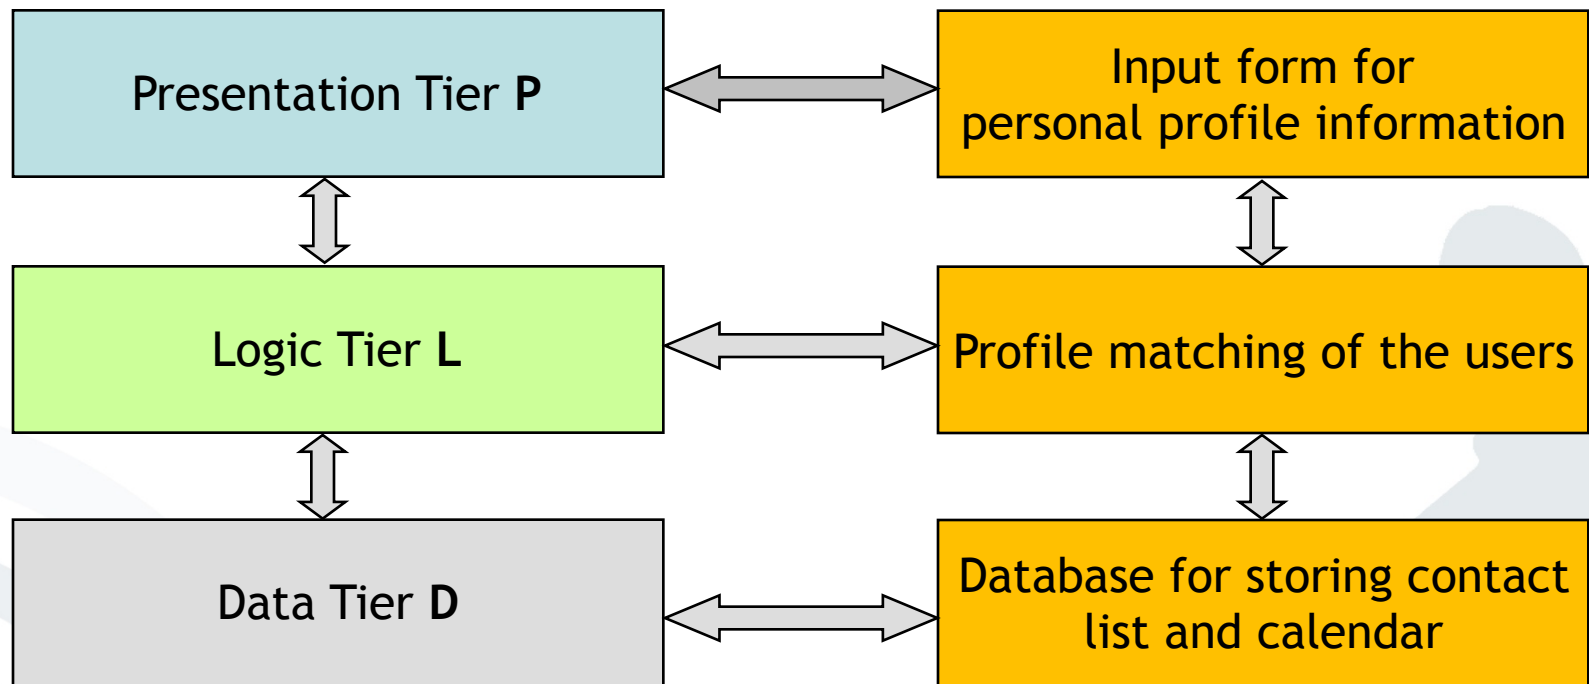 Presentation Tier P
Input form for
personal profile information
Logic Tier L
Profile matching of the users
Data Tier D
Database for storing contact
list and calendar